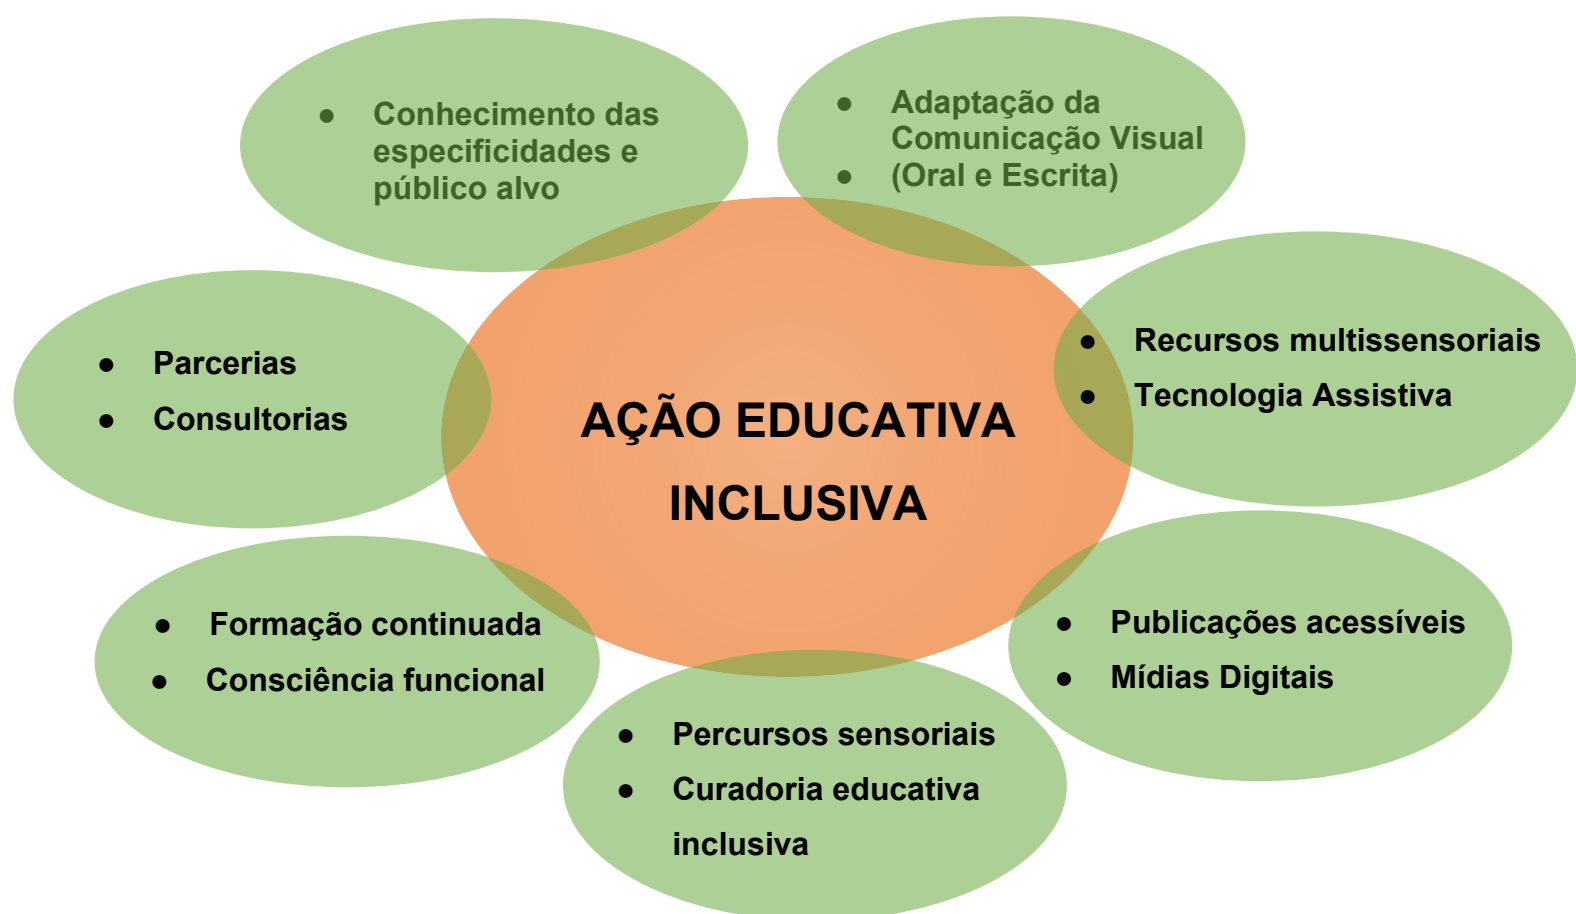 ● Conhecimento das
especificidades e
público alvo
● Adaptação da
Comunicação Visual
● (Oral e Escrita)
● Recursos multissensoriais
● Tecnologia Assistiva
● Parcerias
● Consultorias
AÇÃO EDUCATIVA
INCLUSIVA
● Formação continuada
● Consciência funcional
● Publicações acessíveis
● Mídias Digitais
● Percursos sensoriais
● Curadoria educativa
inclusiva